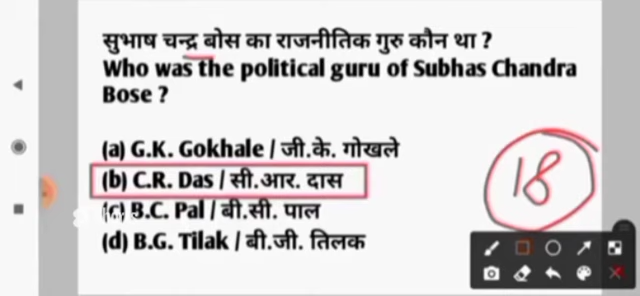 सुभाष चन्द्र बोस का राजनीतिक गुरु कौन था ?
Who was the political guru of Subhas Chandra
Bose ?
(a) G.K. Gokhale / जी.के. गोखले
(b) C.R. Das / सी.आर. दास
(c) B.C. Pal / बी.सी. पाल
(d) B.G. Tilak / बी.जी. तिलक
18